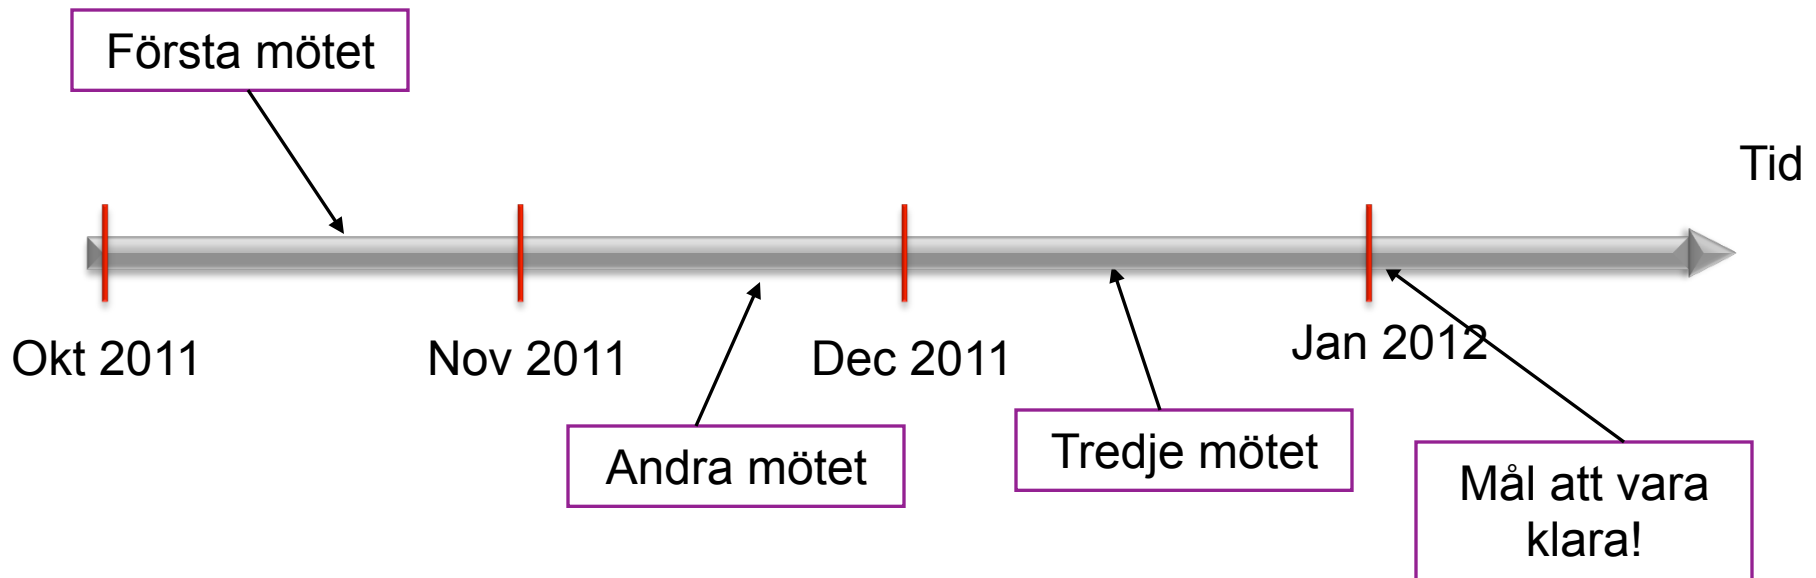 Första mötet
Tid
Okt 2011
Nov 2011
Dec 2011
Jan 2012
Andra mötet
Tredje mötet
Mål att vara
klara!